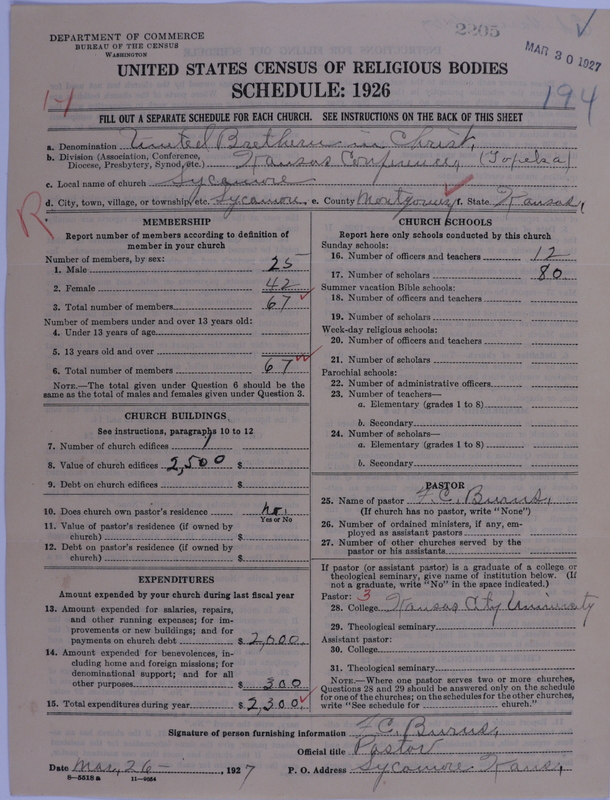 DEPARTMENT OF COMMERCE
BUREAU OF THE CENSUS
WASHINGTON
2205
MAR 30 1927
UNITED STATES CENSUS OF RELIGIOUS BODIES
SCHEDULE: 1926
194
FILL OUT A SEPARATE SCHEDULE FOR EACH CHURCH. SEE INSTRUCTIONS ON THE BACK OF THIS SHEET
a. Denomination United Brethern in Christ,
b. Division (Association, Conference, Diocese, Presbytery, Synod, etc.) Kansas Conference, (Topeka)
c. Local name of church Sycamore
d. City, town, village, or township, etc. Sycamore, e. County Montgomery f. State Kansas,
R
MEMBERSHIP
Report number of members according to definition of
member in your church
Number of members, by sex:
1. Male 25
2. Female 42
3. Total number of members 67
Number of members under and over 13 years old:
4. Under 13 years of age
5. 13 years old and over
6. Total number of members 67
NOTE.—The total given under Question 6 should be the
same as the total of males and females given under Question 3.
CHURCH BUILDINGS
See instructions, paragraphs 10 to 12
7. Number of church edifices 1
8. Value of church edifices 2,500 $
9. Debt on church edifices $
10. Does church own pastor's residence no.
Yes or No
11. Value of pastor's residence (if owned by
church) $
12. Debt on pastor's residence (if owned by
church) $
EXPENDITURES
Amount expended by your church during last fiscal year
13. Amount expended for salaries, repairs,
and other running expenses; for im-
provements or new buildings; and for
payments on church debt $ 2,000.
14. Amount expended for benevolences, in-
cluding home and foreign missions; for
denominational support; and for all
other purposes $ 300
15. Total expenditures during year $ 2,300.
CHURCH SCHOOLS
Report here only schools conducted by this church
Sunday schools:
16. Number of officers and teachers 12
17. Number of scholars 80
Summer vacation Bible schools:
18. Number of officers and teachers
19. Number of scholars
Week-day religious schools:
20. Number of officers and teachers
21. Number of scholars
Parochial schools:
22. Number of administrative officers
23. Number of teachers—
a. Elementary (grades 1 to 8)
b. Secondary
24. Number of scholars—
a. Elementary (grades 1 to 8)
b. Secondary
PASTOR
25. Name of pastor F. C. Burns,
(If church has no pastor, write "None")
26. Number of ordained ministers, if any, em-
ployed as assistant pastors
27. Number of other churches served by the
pastor or his assistants
If pastor (or assistant pastor) is a graduate of a college or
theological seminary, give name of institution below. (If
not a graduate, write "No" in the space indicated.)
Pastor: 3
28. College Kansas City University
29. Theological seminary
Assistant pastor:
30. College
31. Theological seminary
NOTE.—Where one pastor serves two or more churches,
Questions 28 and 29 should be answered only on the schedule
for one of the churches; on the schedules for the other churches,
write "See schedule for church."
Signature of person furnishing information F. C. Burns,
Official title Pastor
Date Mar, 26-, 1927 P. O. Address Sycamore Kans,
8—5518a 11—9054